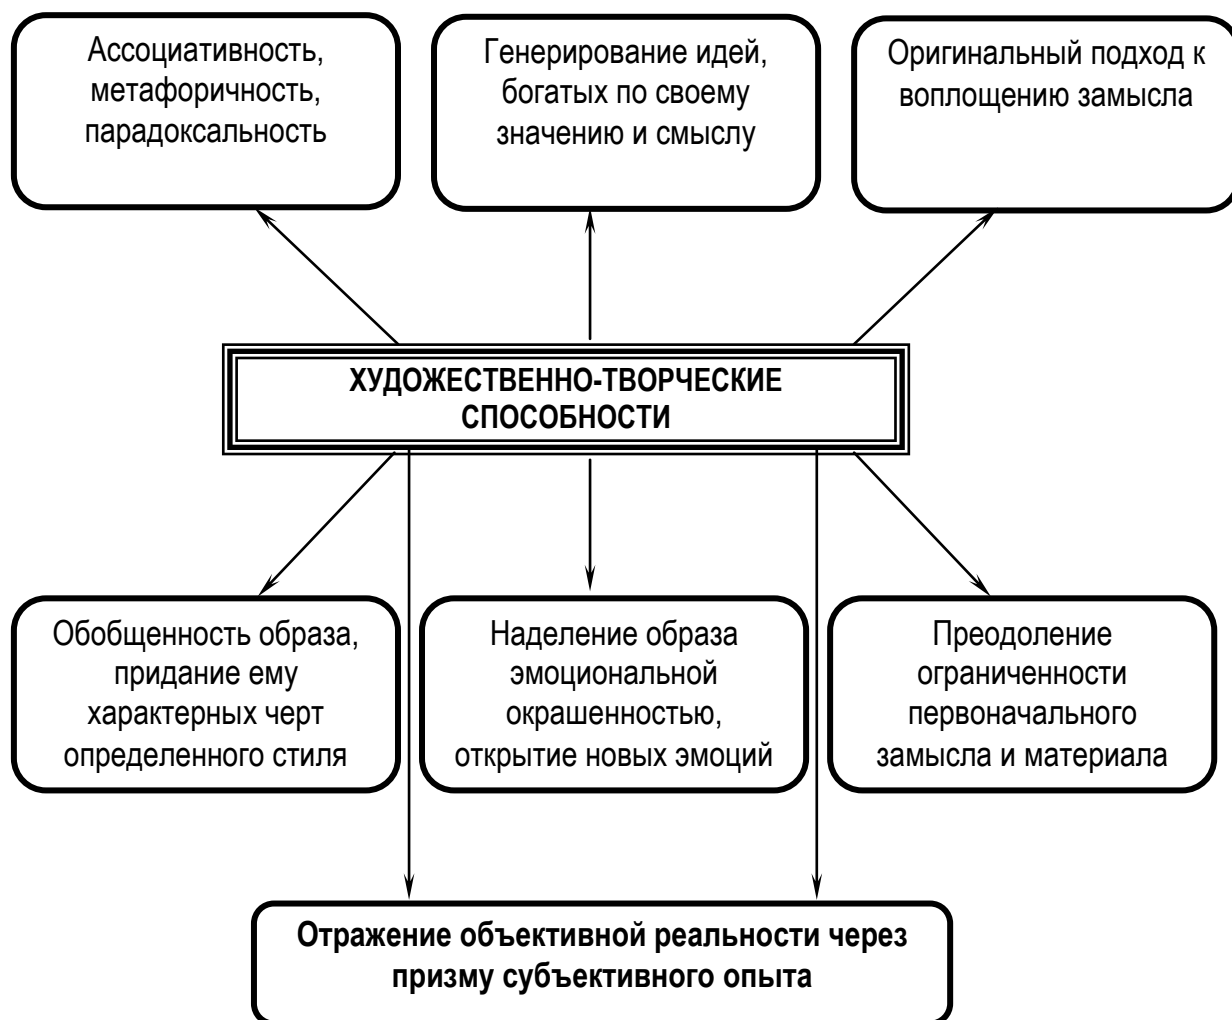 Ассоциативность,
метафоричность,
парадоксальность
Генерирование идей,
богатых по своему
значению и смыслу
Оригинальный подход к
воплощению замысла
ХУДОЖЕСТВЕННО-ТВОРЧЕСКИЕ
СПОСОБНОСТИ
Обобщенность образа,
придание ему
характерных черт
определенного стиля
Наделение образа
эмоциональной
окрашенностью,
открытие новых эмоций
Преодоление
ограниченности
первоначального
замысла и материала
Отражение объективной реальности через
призму субъективного опыта